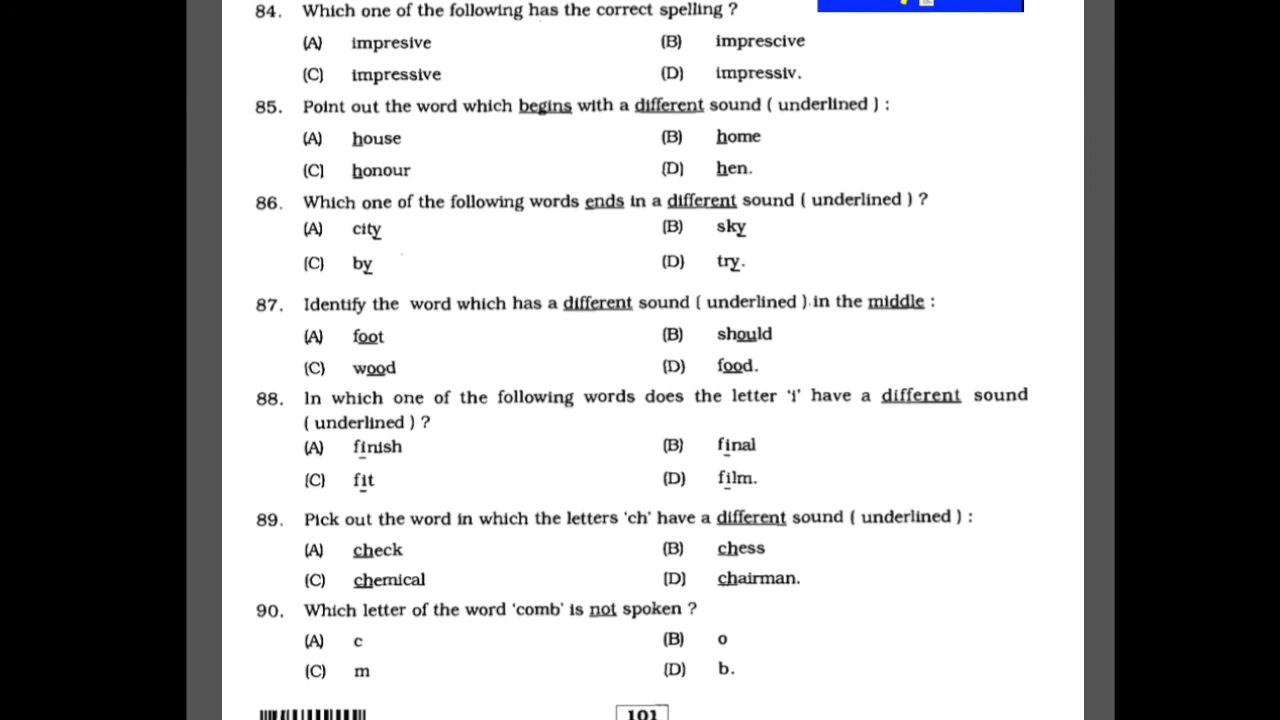 84. Which one of the following has the correct spelling ?
(A) impresive (B) imprescive
(C) impressive (D) impressiv.
85. Point out the word which begins with a different sound ( underlined ) :
(A) house (B) home
(C) honour (D) hen.
86. Which one of the following words ends in a different sound ( underlined ) ?
(A) city (B) sky
(C) by (D) try.
87. Identify the word which has a different sound ( underlined ) in the middle :
(A) foot (B) should
(C) wood (D) food.
88. In which one of the following words does the letter 'i' have a different sound
( underlined ) ?
(A) finish (B) final
(C) fit (D) film.
89. Pick out the word in which the letters 'ch' have a different sound ( underlined ) :
(A) check (B) chess
(C) chemical (D) chairman.
90. Which letter of the word 'comb' is not spoken ?
(A) c (B) o
(C) m (D) b.
101